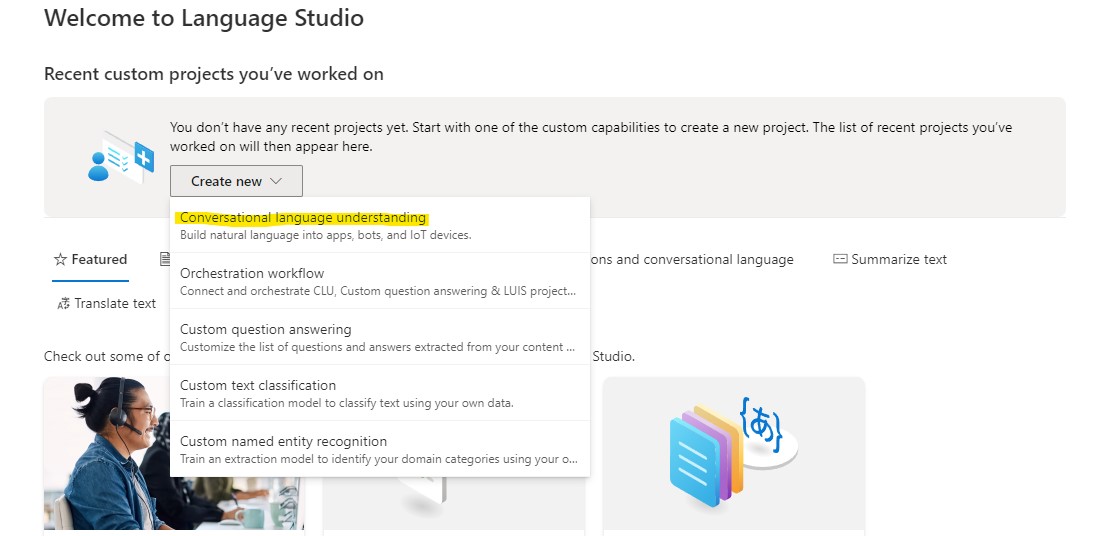 Welcome to Language Studio
Recent custom projects you've worked on
You don't have any recent projects yet. Start with one of the custom capabilities to create a new project. The list of recent projects you've
worked on will then appear here.
Create new
Conversational language understanding
Build natural language into apps, bots, and IoT devices.
Featured
ons and conversational language
Summarize text
Orchestration workflow
Connect and orchestrate CLU, Custom question answering & LUIS project...
Translate text
Custom question answering
Customize the list of questions and answers extracted from your content ...
Check out some of
Studio.
Custom text classification
Train a classification model to classify text using your own data.
Custom named entity recognition
Train an extraction model to identify your domain categories using your o...
{あ}